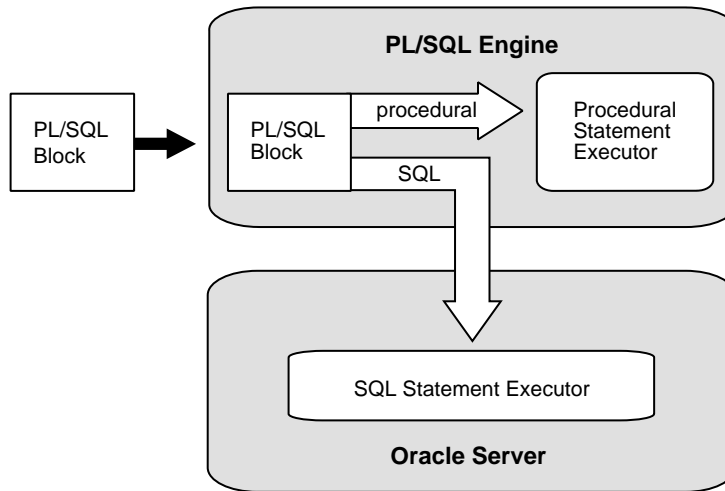 PL/SQL Engine
PL/SQL
Block
PL/SQL
Block
procedural
Procedural
Statement
Executor
SQL
SQL Statement Executor
Oracle Server